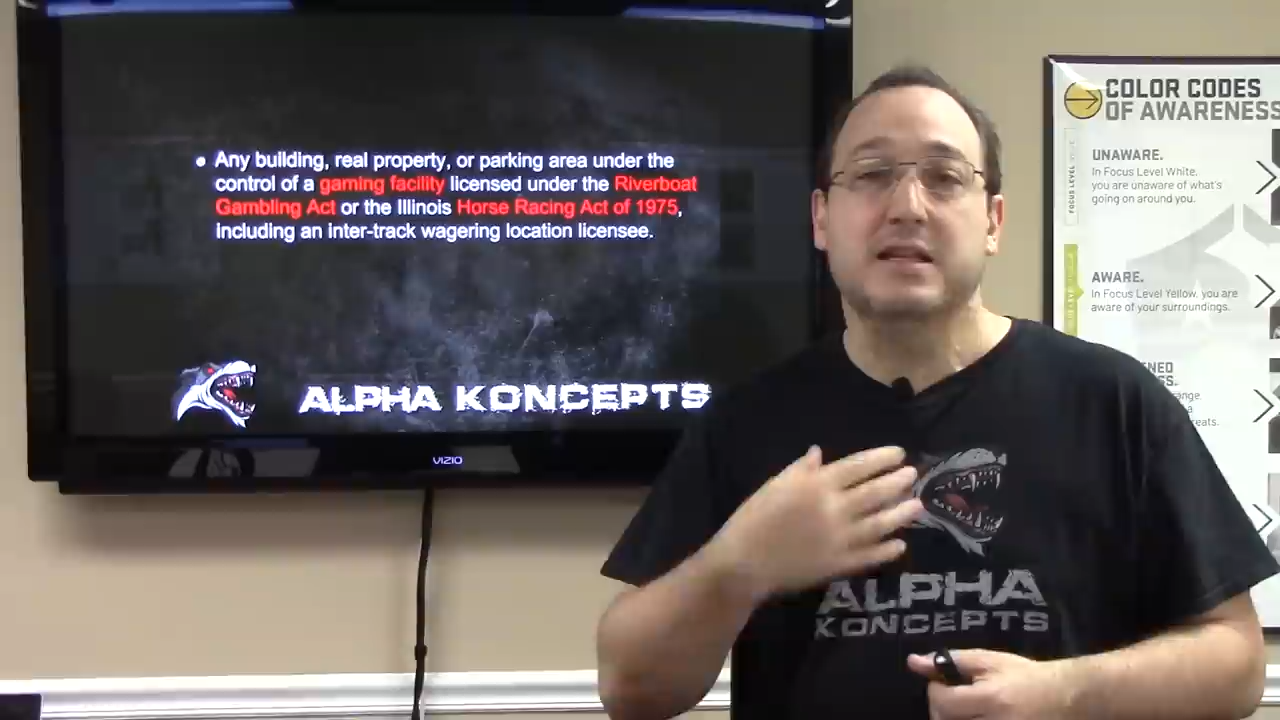 • Any building, real property, or parking area under the
control of a gaming facility licensed under the Riverboat
Gambling Act or the Illinois Horse Racing Act of 1975,
including an inter-track wagering location licensee.
ALPHA KONCEPTS
VIZIO
COLOR CODES
OF AWARENESS
UNAWARE.
In Focus Level White,
you are unaware of what's
going on around you.
FOCUS LEVEL
AWARE.
In Focus Level Yellow, you are
aware of your surroundings.
ALPHA
KONCEPTS